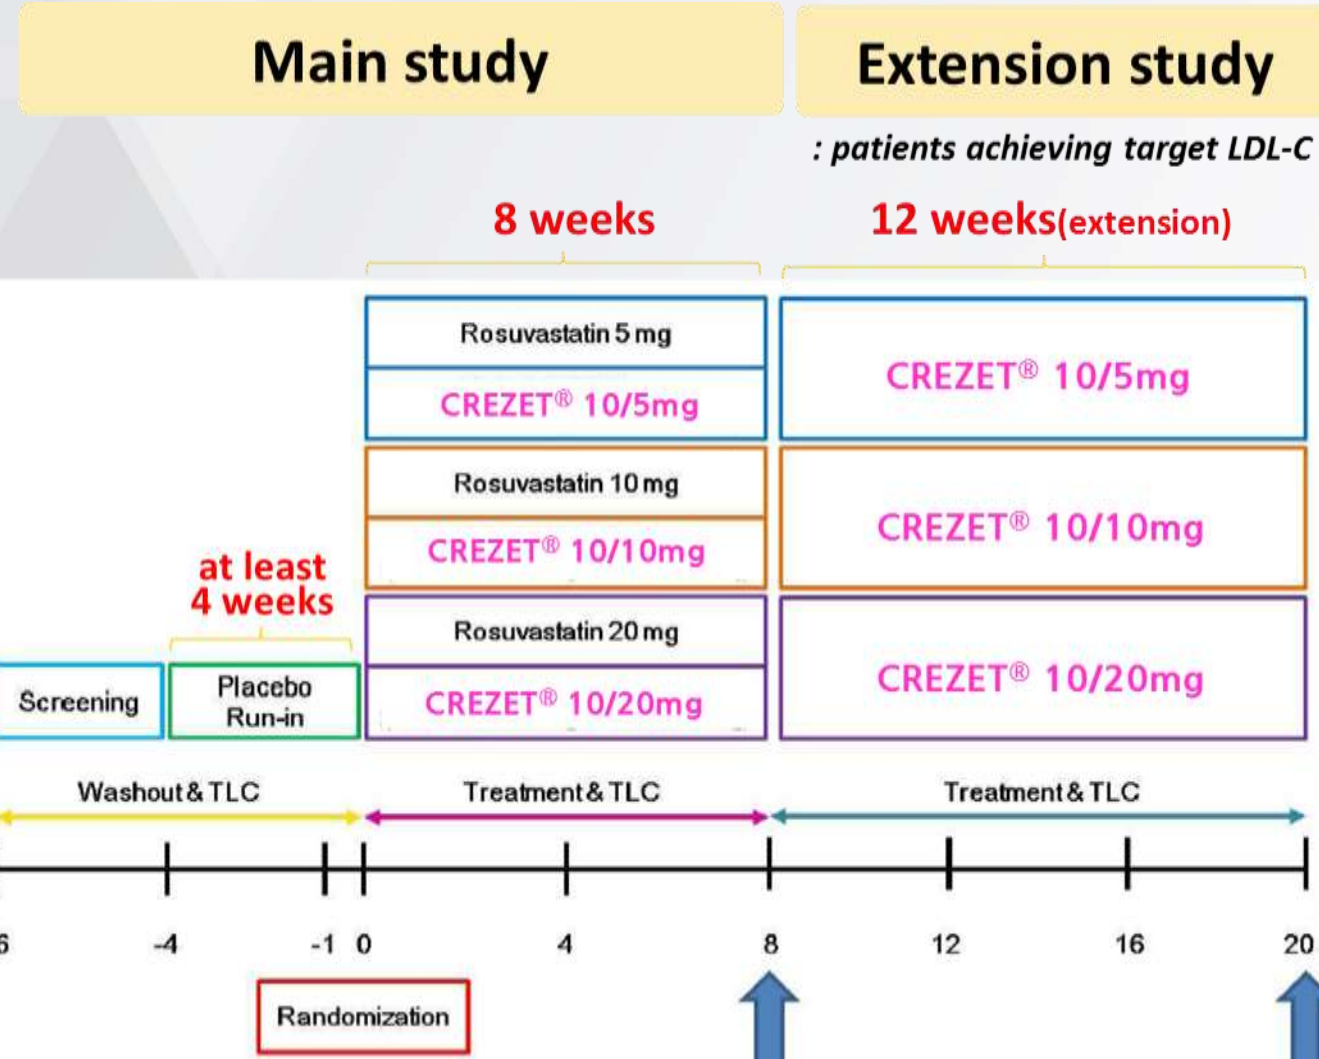 Main study
Extension study
: patients achieving target LDL-C
8 weeks
12 weeks(extension)
Rosuvastatin 5 mg
CREZET® 10/5mg
CREZET® 10/5mg
Rosuvastatin 10 mg
CREZET® 10/10mg
CREZET® 10/10mg
at least
4 weeks
Rosuvastatin 20 mg
CREZET® 10/20mg
CREZET® 10/20mg
Screening
Placebo
Run-in
Washout & TLC
Treatment & TLC
Treatment & TLC
6 -4 -1 0 4 8 12 16 20
Randomization